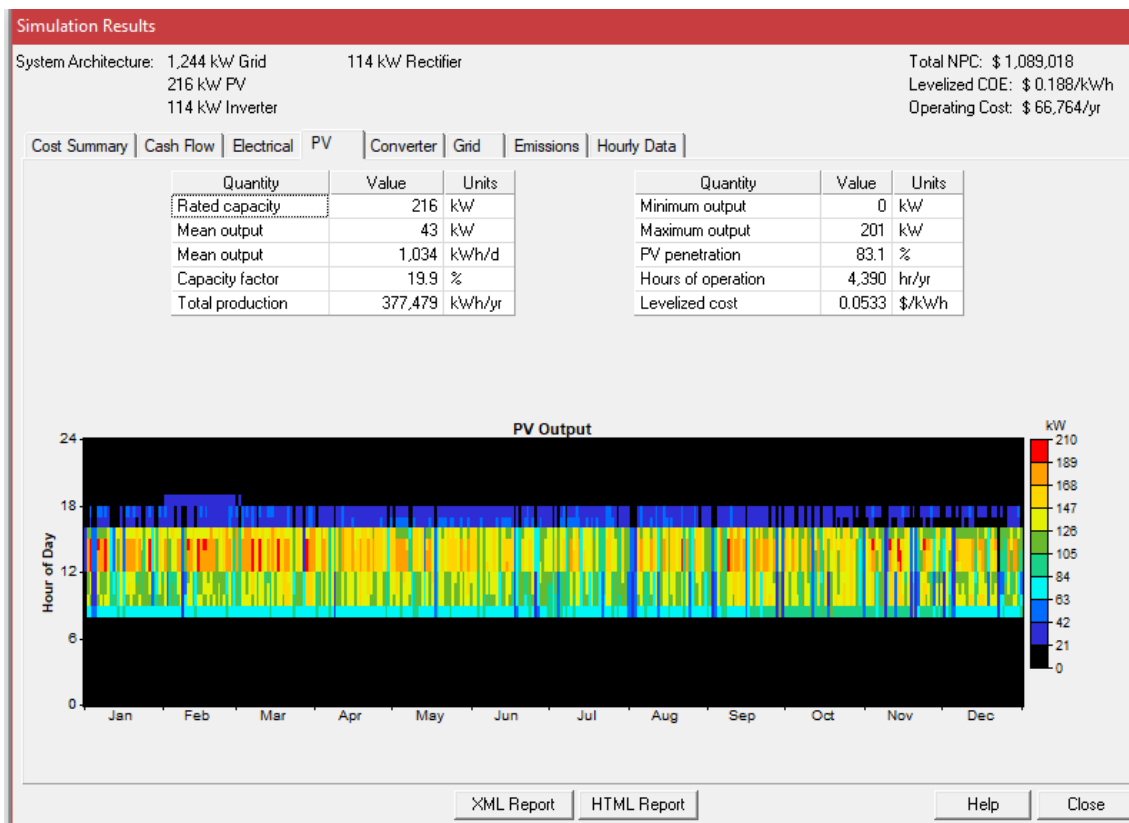 Simulation Results
System Architecture: 1,244 kW Grid 114 kW Rectifier Total NPC: $ 1,089,018
216 kW PV Levelized COE: $ 0.188/kWh
114 kW Inverter Operating Cost: $ 66,764/yr
Cost Summary Cash Flow Electrical PV Converter Grid Emissions Hourly Data
Quantity Value Units
Rated capacity 216 kW
Mean output 43 kW
Mean output 1,034 kWh/d
Capacity factor 19.9 %
Total production 377,479 kWh/yr
Quantity Value Units
Minimum output 0 kW
Maximum output 201 kW
PV penetration 83.1 %
Hours of operation 4,390 hr/yr
Levelized cost 0.0533 $/kWh
PV Output
Hour of Day
24
18
12
6
0
Jan Feb Mar Apr May Jun Jul Aug Sep Oct Nov Dec
kW
210
189
168
147
126
105
84
63
42
21
0
XML Report HTML Report Help Close